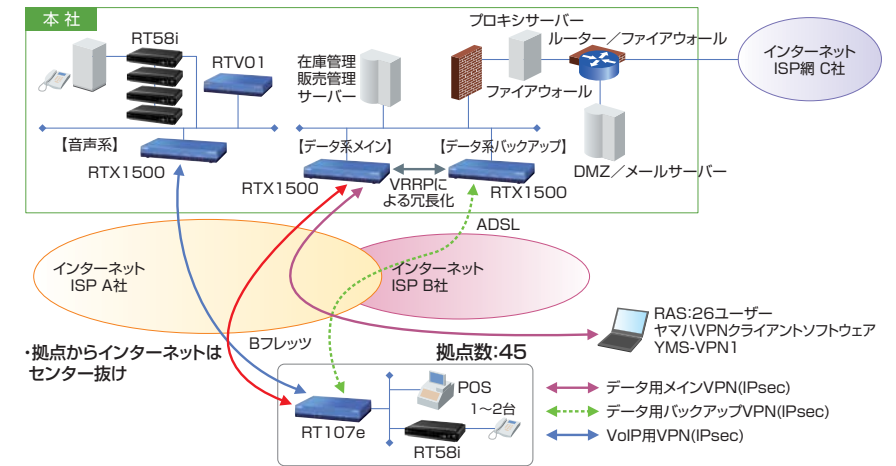 本 社
RT58i
RTV01
【音声系】
RTX1500
在庫管理
販売管理
サーバー
プロキシサーバー
ルーター／ファイアウォール
ファイアウォール
インターネット
ISP網 C社
【データ系メイン】
【データ系バックアップ】
DMZ／メールサーバー
RTX1500
VRRPに
よる冗長化
RTX1500
ADSL
インターネット
ISP A社
インターネット
ISP B社
RAS:26ユーザー
ヤマハVPNクライアントソフトウェア
YMS-VPN1
・拠点からインターネットは
センター抜け
Bフレッツ
拠点数:45
POS
1〜2台
RT107e
RT58i
データ用メインVPN(IPsec)
データ用バックアップVPN(IPsec)
VoIP用VPN(IPsec)